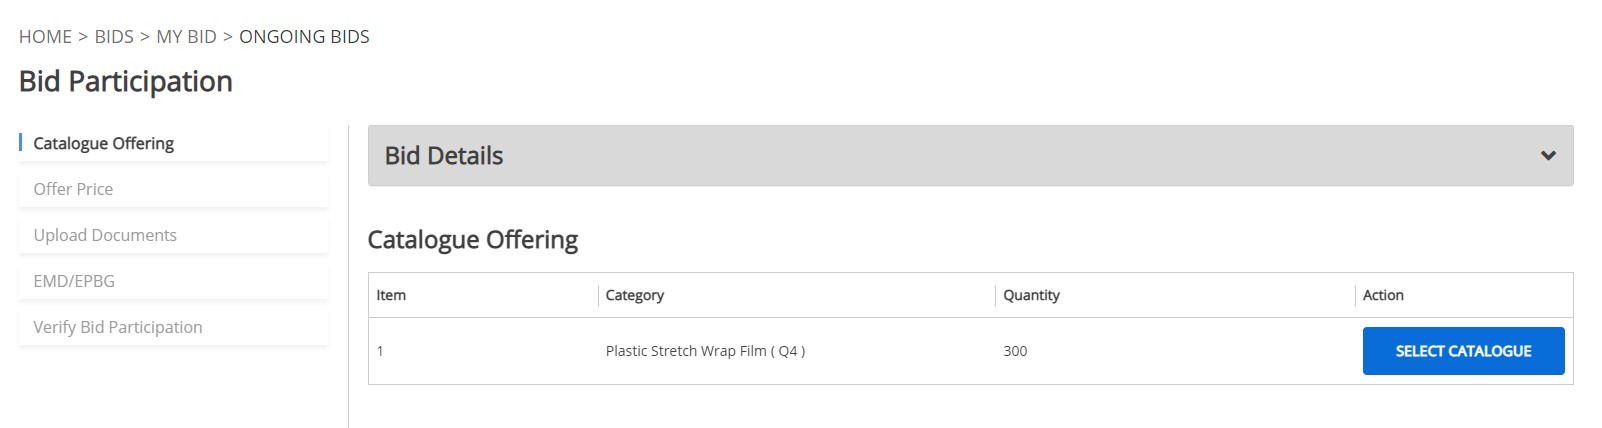 HOME > BIDS > MY BID > ONGOING BIDS
Bid Participation
Catalogue Offering
Offer Price
Upload Documents
EMD/EPBG
Verify Bid Participation
Bid Details
Catalogue Offering
Item Category Quantity Action
1 Plastic Stretch Wrap Film ( Q4 ) 300 SELECT CATALOGUE